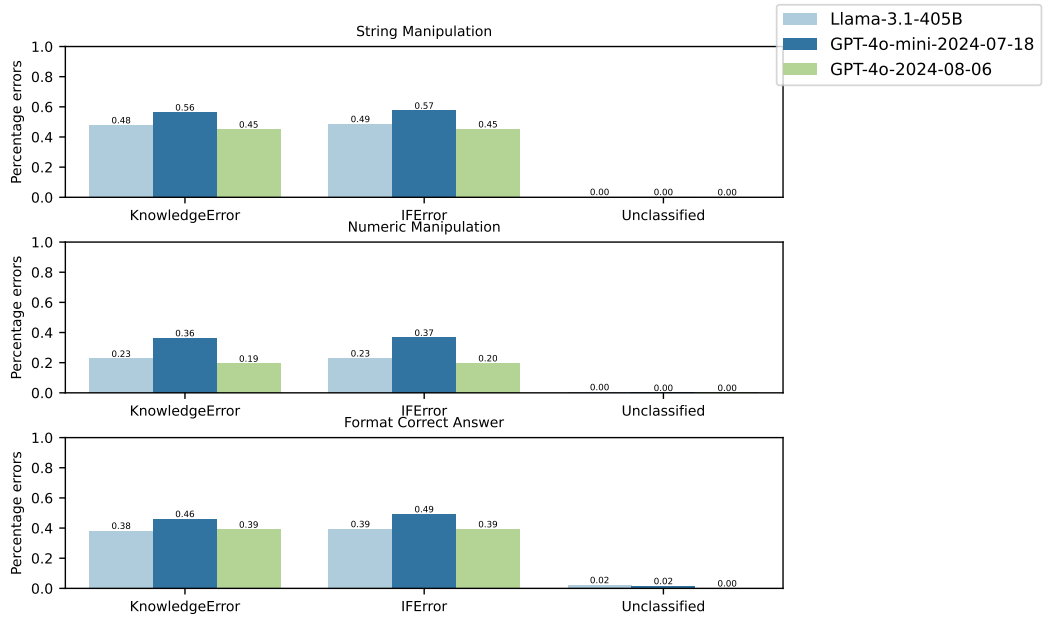 Llama-3.1-405B
GPT-4o-mini-2024-07-18
GPT-4o-2024-08-06
String Manipulation
Percentage errors
1.0
0.8
0.6
0.4
0.2
0.0
0.48
0.56
0.45
0.49
0.57
0.45
0.00
0.00
0.00
KnowledgeError
IFError
Unclassified
Numeric Manipulation
Percentage errors
1.0
0.8
0.6
0.4
0.2
0.0
0.23
0.36
0.19
0.23
0.37
0.20
0.00
0.00
0.00
KnowledgeError
IFError
Unclassified
Format Correct Answer
Percentage errors
1.0
0.8
0.6
0.4
0.2
0.0
0.38
0.46
0.39
0.39
0.49
0.39
0.02
0.02
0.00
KnowledgeError
IFError
Unclassified